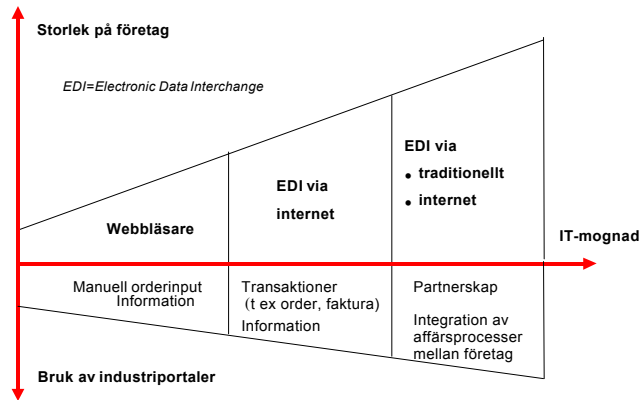 Storlek på företag
EDI=Electronic Data Interchange
Webbläsare
EDI via
internet
EDI via
• traditionellt
• internet
IT-mognad
Manuell orderinput
Information
Transaktioner
(t ex order, faktura)
Information
Partnerskap
Integration av
affärsprocesser
mellan företag
Bruk av industriportaler